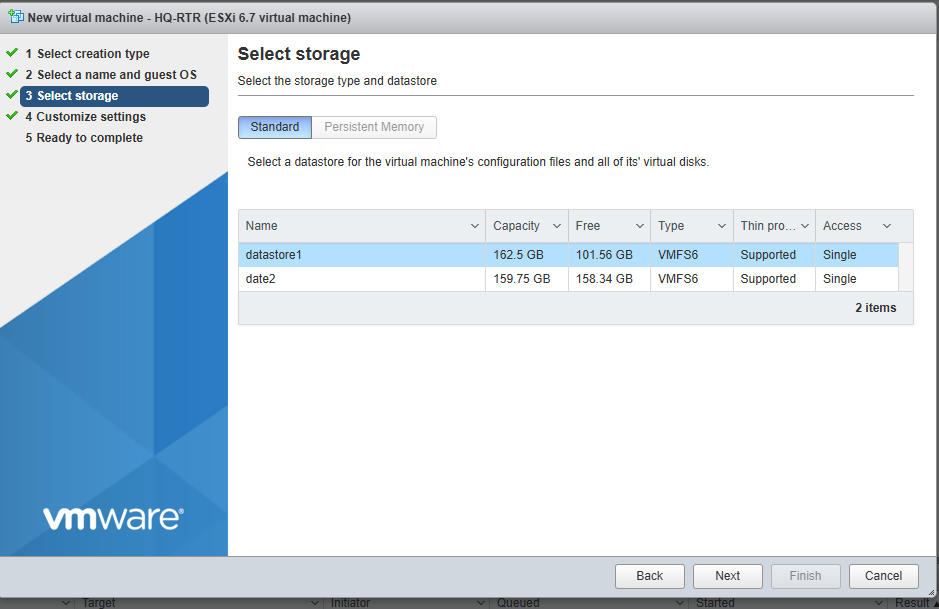 New virtual machine - HQ-RTR (ESXi 6.7 virtual machine)
1 Select creation type
2 Select a name and guest OS
3 Select storage
4 Customize settings
5 Ready to complete
vmware®
Select storage
Select the storage type and datastore
Standard Persistent Memory
Select a datastore for the virtual machine's configuration files and all of its' virtual disks.
Name Capacity Free Type Thin pro... Access
datastore1 162.5 GB 101.56 GB VMFS6 Supported Single
date2 159.75 GB 158.34 GB VMFS6 Supported Single
2 items
Back Next Finish Cancel
Target Initiator Queued Started Result